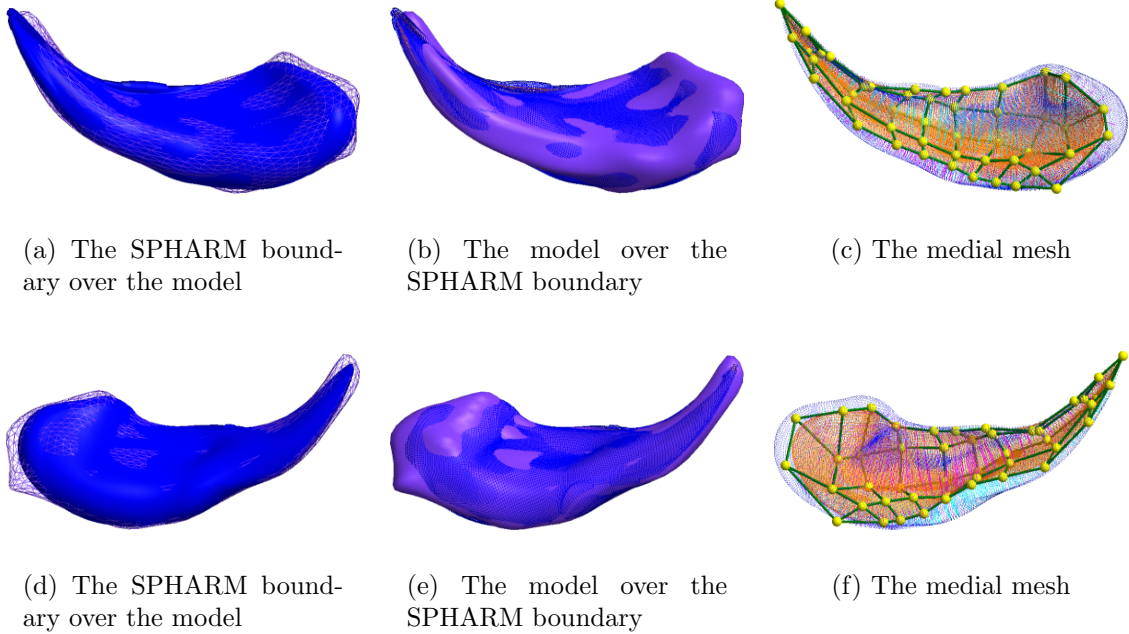 (a) The SPHARM bound-
ary over the model
(b) The model over the
SPHARM boundary
(c) The medial mesh
(d) The SPHARM bound-
ary over the model
(e) The model over the
SPHARM boundary
(f) The medial mesh